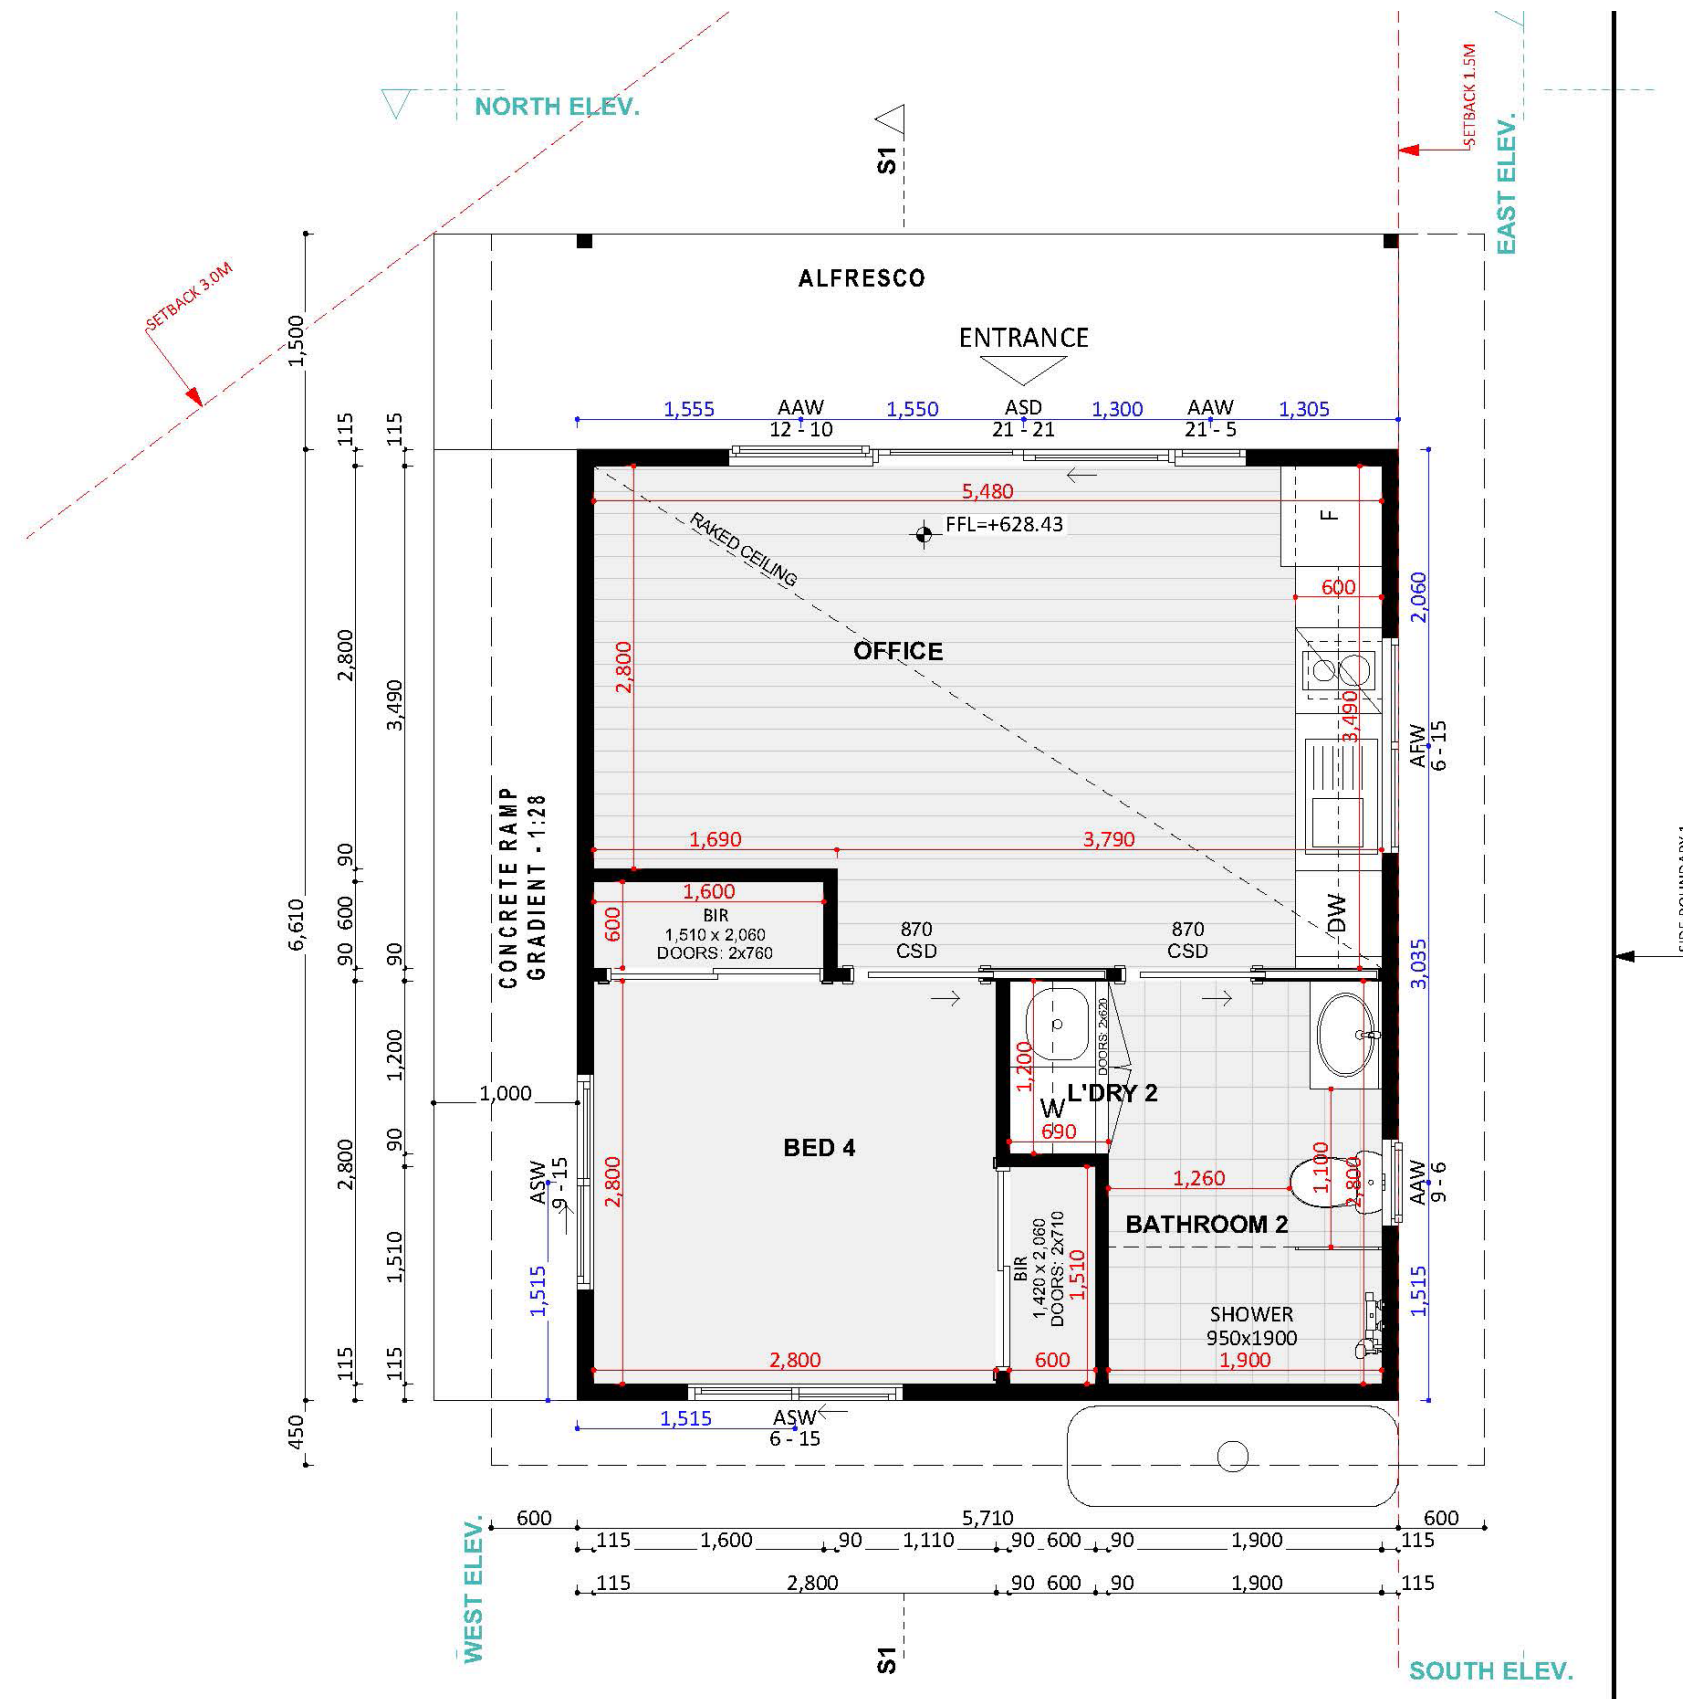 NORTH ELEV.
S1
SETBACK 1.5M
EAST ELEV.
SETBACK 3.0M
ALFRESCO
ENTRANCE
1,500
1,555
AAW
12 - 10
1,550
ASD
21 - 21
1,300
AAW
21 - 5
1,305
115
115
5,480
FFL=+628.43
RAKED CEILING
F
600
2,060
OFFICE
2,800
2,800
3,490
3,490
AFW
6 - 15
1,690
3,790
CONCRETE RAMP
GRADIENT - 1:28
90
600
90
6,610
90
1,600
600
BIR
1,510 x 2,060
DOORS: 2x760
870
CSD
870
CSD
DW
3,035
SIDE BOUNDARY 1
1,200
1,200
DOORS: 2x620
W
L'DRY 2
690
1,000
BED 4
90
2,800
2,800
ASW
9 - 15
1,260
1,100
2,800
AAW
9 - 6
BATHROOM 2
BIR
1,420 x 2,060
DOORS: 2x710
1,510
1,510
1,515
1,515
SHOWER
950x1900
2,800
600
1,900
115
115
450
1,515
ASW
6 - 15
600
5,710
600
115
1,600
90
1,110
90
600
90
1,900
115
115
2,800
90
600
90
1,900
115
WEST ELEV.
S1
SOUTH ELEV.